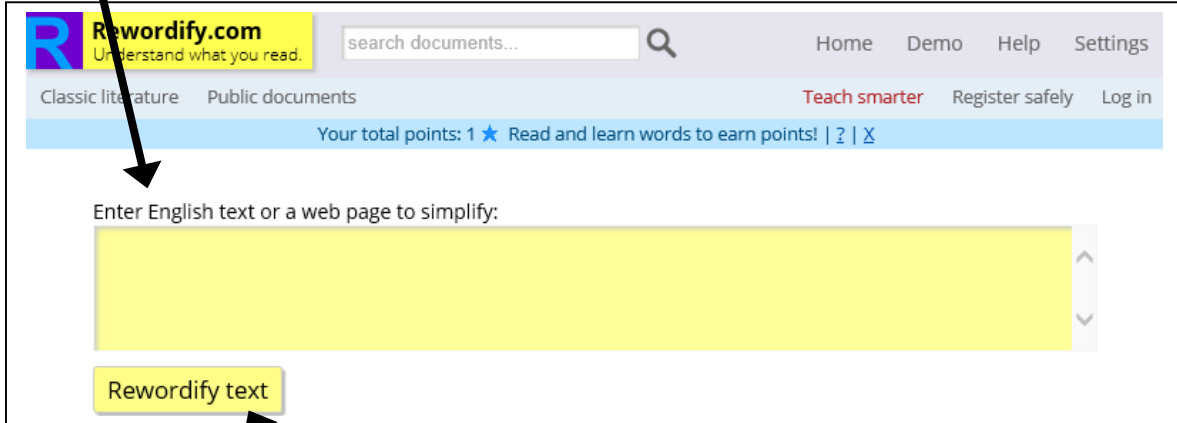 R Rewordify.com
Understand what you read.
search documents...
Home Demo Help Settings
Classic literature Public documents
Teach smarter Register safely Log in
Your total points: 1 ★ Read and learn words to earn points! | ? | X
Enter English text or a web page to simplify:
Rewordify text